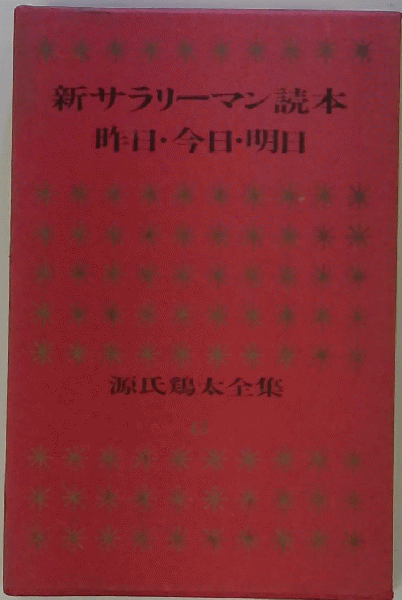 新サラリーマン読本
昨日・今日・明日
源氏鶏太全集